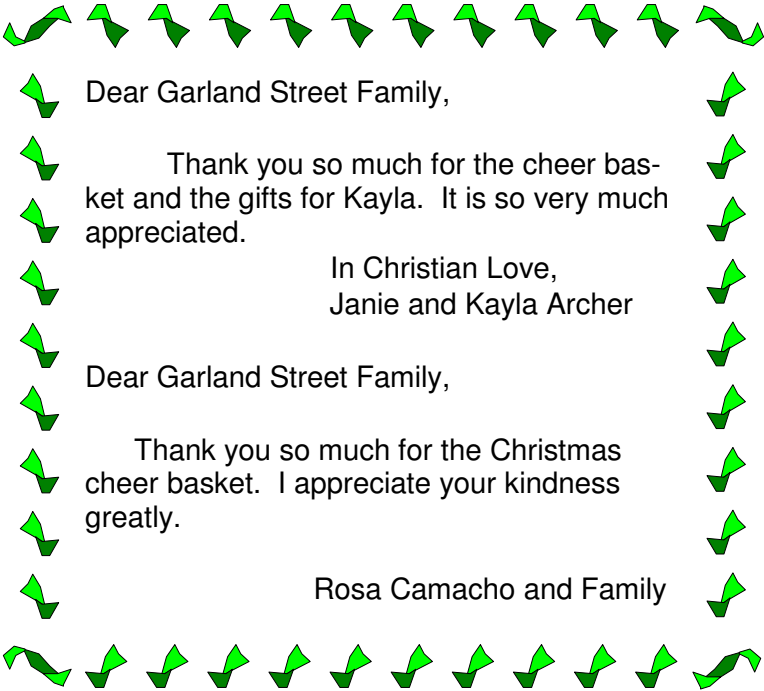 Dear Garland Street Family,
Thank you so much for the cheer bas-
ket and the gifts for Kayla.  It is so very much
appreciated.
In Christian Love,
Janie and Kayla Archer
Dear Garland Street Family,
Thank you so much for the Christmas
cheer basket.  I appreciate your kindness
greatly.
Rosa Camacho and Family